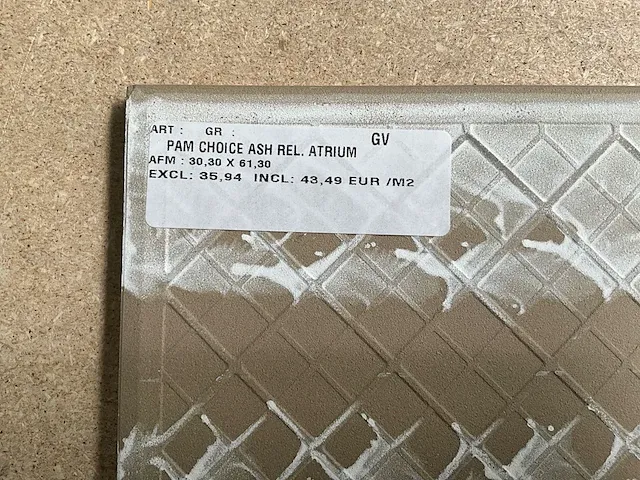 ART : GR : GV
PAM CHOICE ASH REL. ATRIUM
AFM : 30,30 X 61,30
EXCL: 35,94 INCL: 43,49 EUR /M2